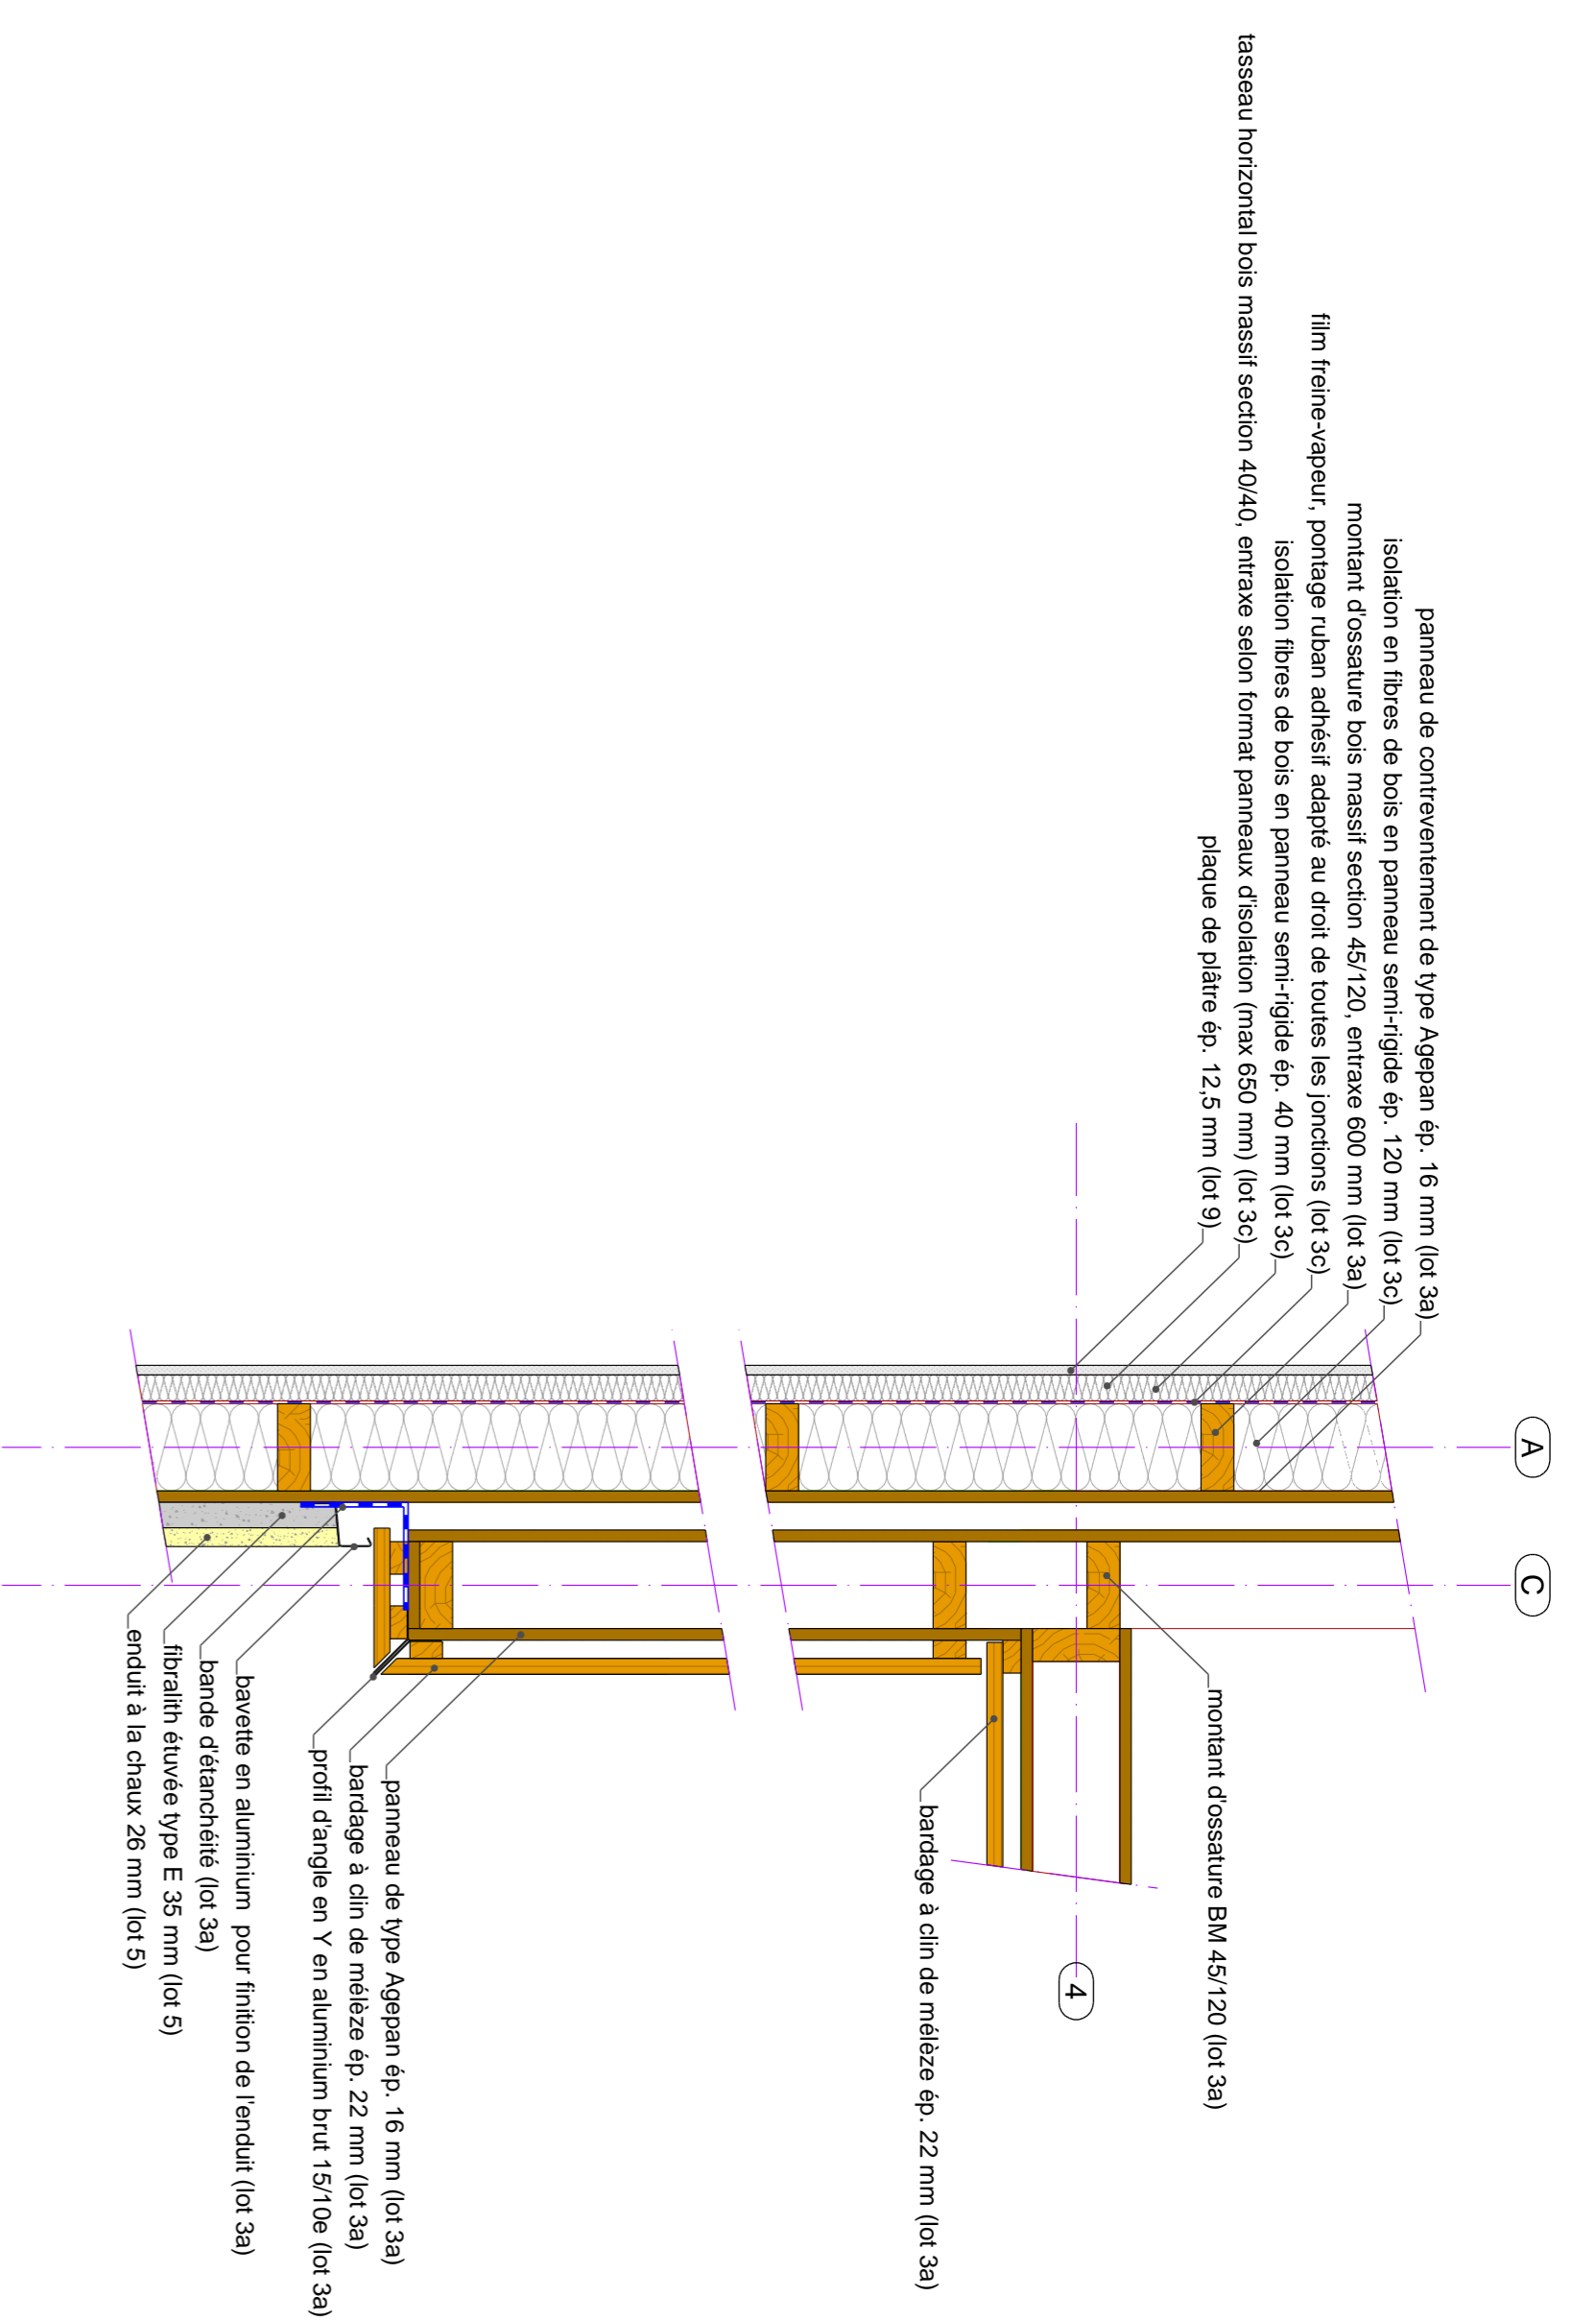 panneau de contreventement de type Agepan ép. 16 mm (lot 3a)
isolation en fibres de bois en panneau semi-rigide ép. 120 mm (lot 3c)
montant d'ossature bois massif section 45/120, entraxe 600 mm (lot 3a)
film freine-vapeur, pontage ruban adhésif adapté au droit de toutes les jonctions (lot 3c)
isolation fibres de bois en panneau semi-rigide ép. 40 mm (lot 3c)
tasseau horizontal bois massif section 40/40, entraxe selon format panneaux d'isolation (max 650 mm) (lot 3c)
plaque de plâtre ép. 12,5 mm (lot 9)
A
C
4
montant d'ossature BM 45/120 (lot 3a)
bardage à clin de mélèze ép. 22 mm (lot 3a)
panneau de type Agepan ép. 16 mm (lot 3a)
bardage à clin de mélèze ép. 22 mm (lot 3a)
profil d'angle en Y en aluminium brut 15/10e (lot 3a)
bavette en aluminium  pour finition de l'enduit (lot 3a)
bande d'étanchéité (lot 3a)
fibralith étuvée type E 35 mm (lot 5)
enduit à la chaux 26 mm (lot 5)